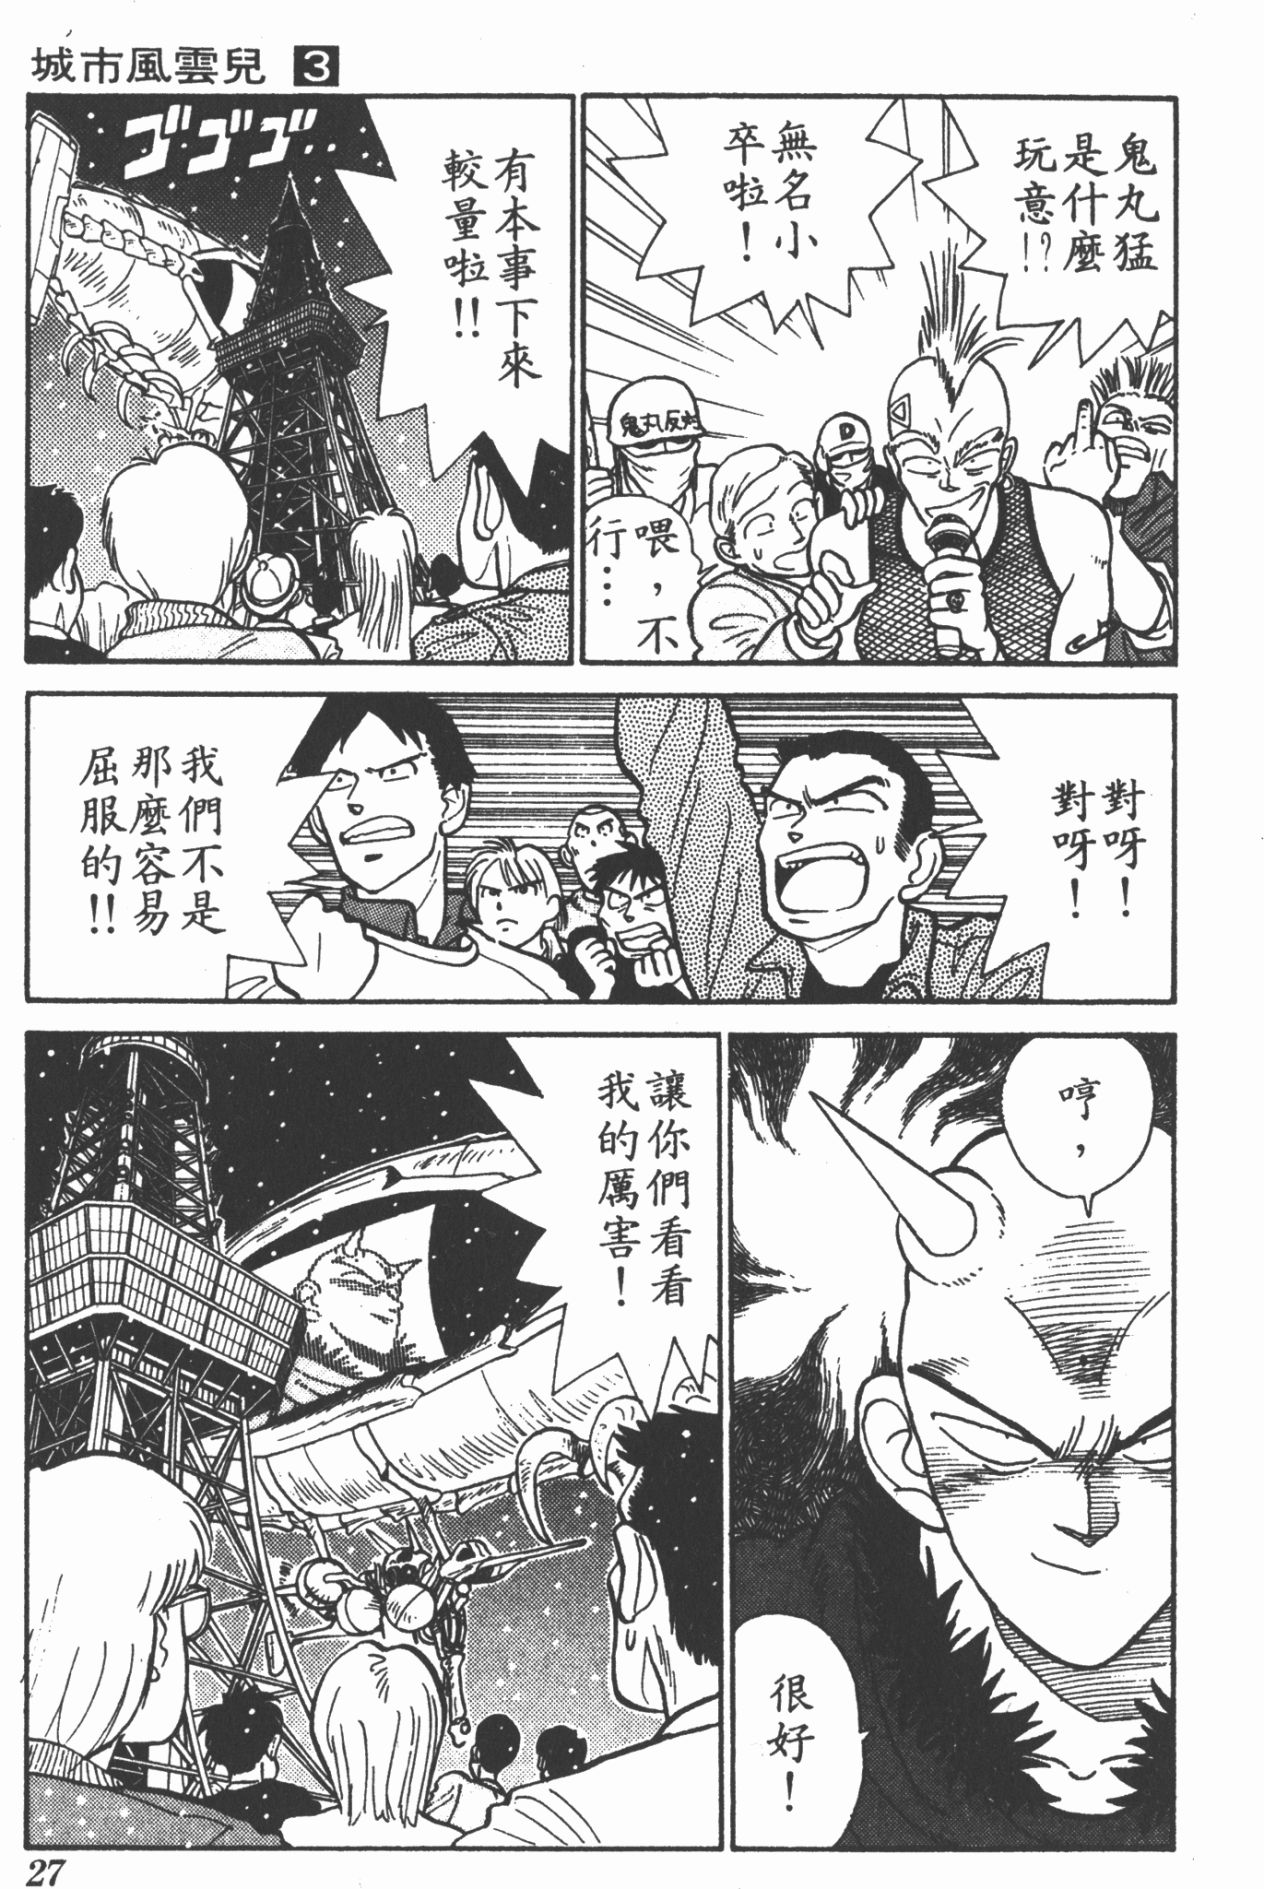 城市風雲兒 3
鬼丸猛
是什麼
玩意!?
無名小
卒啦！
鬼丸反対
D
喂，不
行…
ゴゴゴ‥
有本事下來
較量啦!!
對呀！
對呀！
我們不是
那麼容易
屈服的!!
哼，
很好！
讓你們看看
我的厲害！
27